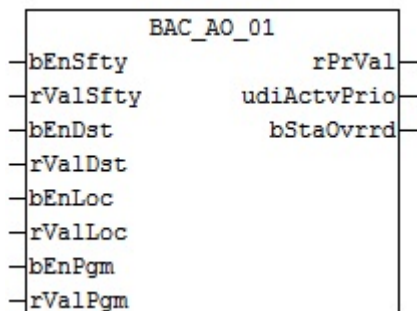 BAC_AO_01
bEnSfty rPrVal
rValSfty udiActvPrio
bEnDst bStaOvrrd
rValDst
bEnLoc
rValLoc
bEnPgm
rValPgm